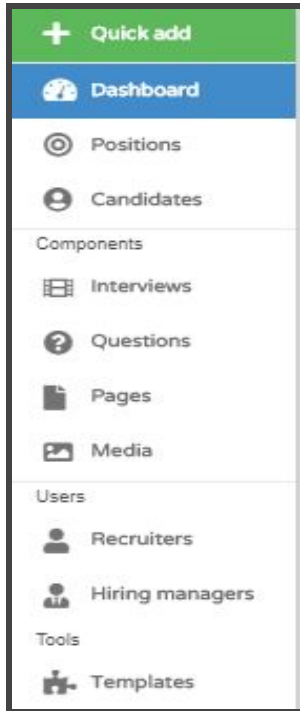 Quick add
Dashboard
Positions
Candidates
Components
Interviews
Questions
Pages
Media
Users
Recruiters
Hiring managers
Tools
Templates